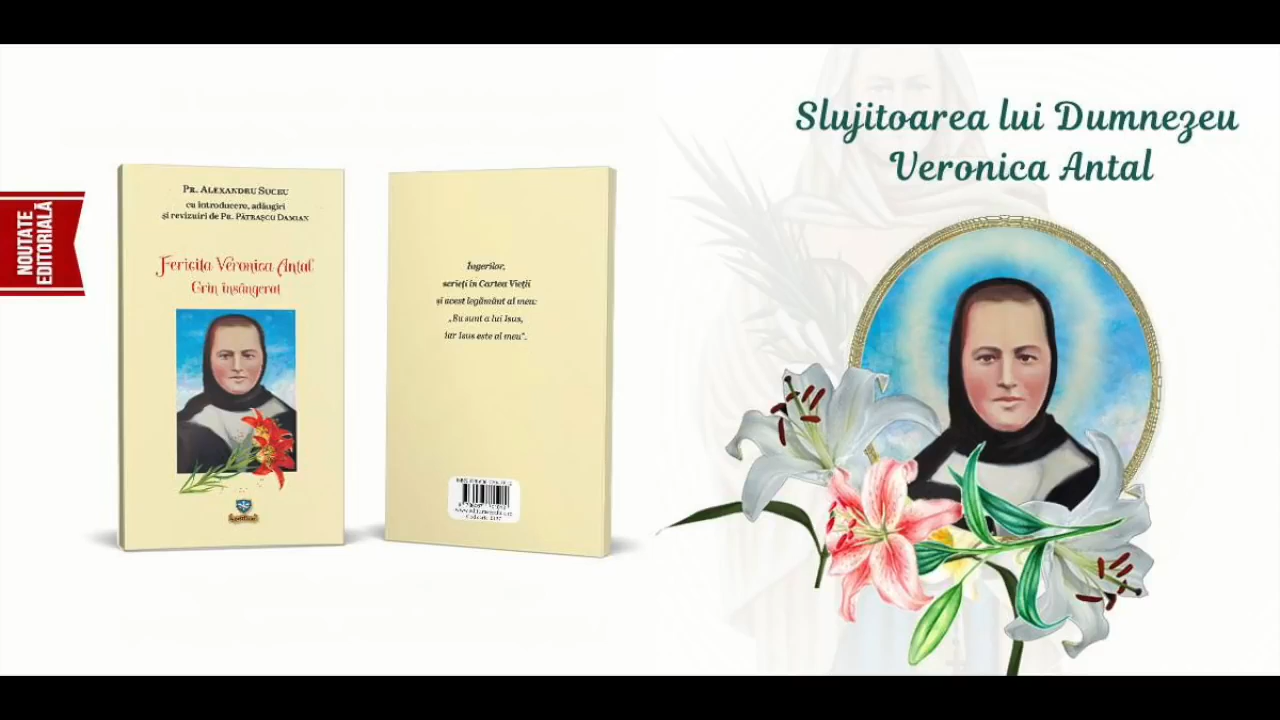 NOUTATE
EDITORIALĂ
PR. ALEXANDRU SUCEU
cu introducere, adăugiri
și revizuiri de PR. PĂTRAȘCU DAMIAN
Fericita Veronica Antal
Crin însângerat
Îngerilor,
scrieți în Cartea Vieții
și acest legământ al meu:
„Eu sunt a lui Isus,
iar Isus este al meu”.
Slujitoarea lui Dumnezeu
Veronica Antal